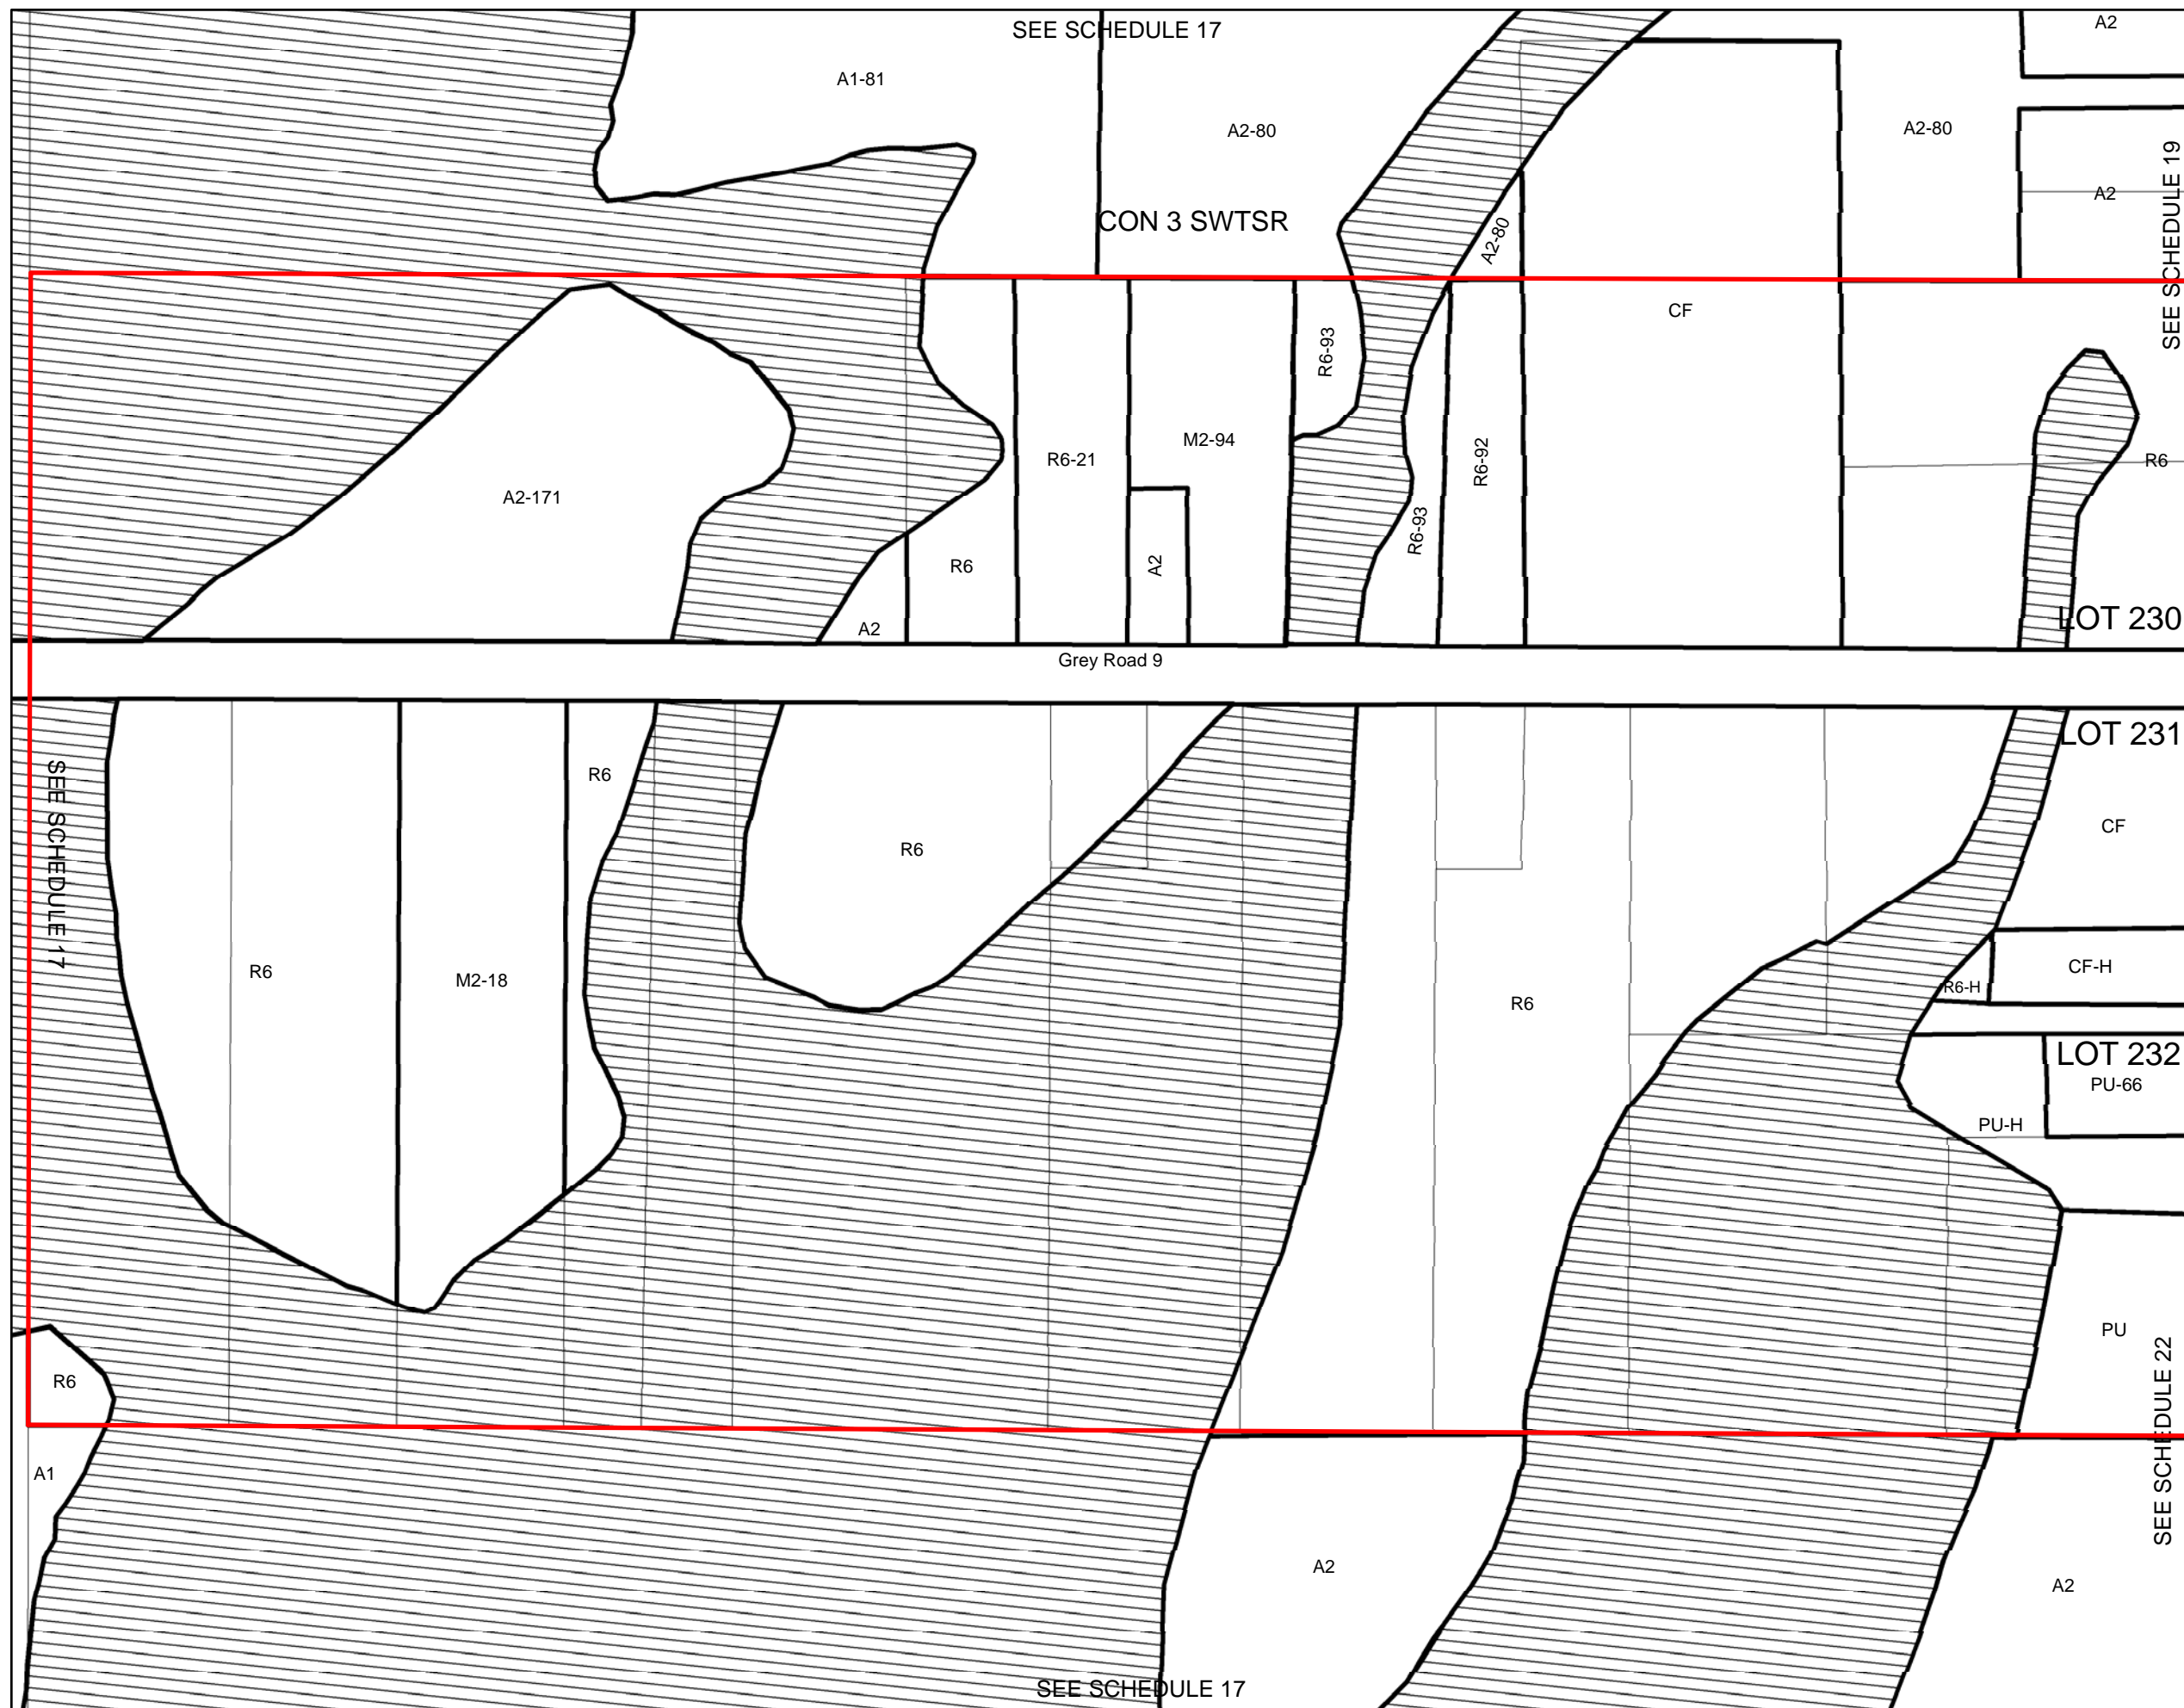 SEE SCHEDULE 17
A2
A1-81
A2-80
A2-80
SEE SCHEDULE 19
A2
CON 3 SWTSR
A2-80
CF
R6-93
M2-94
R6-21
R6-92
R6
A2-171
R6-93
R6
A2
LOT 230
A2
Grey Road 9
LOT 231
R6
SEE SCHEDULE 17
CF
R6
R6
M2-18
CF-H
R6-H
R6
LOT 232
PU-66
PU-H
PU
R6
SEE SCHEDULE 22
A1
A2
A2
SEE SCHEDULE 17